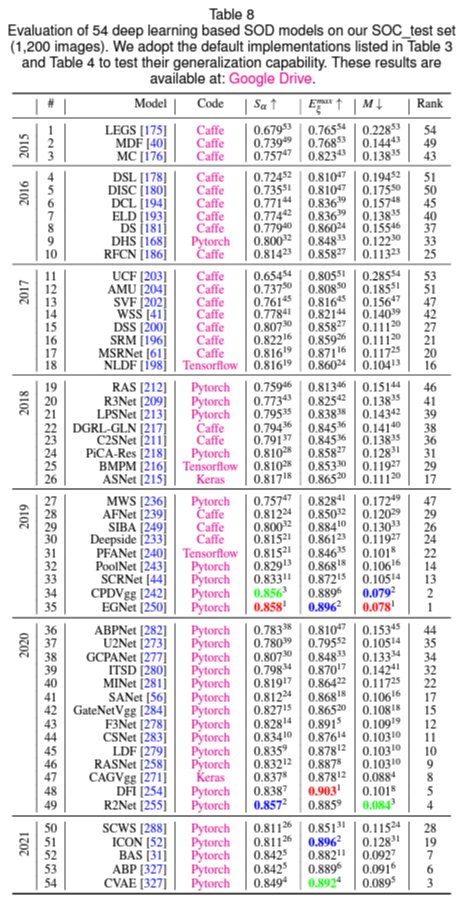 Table 8
Evaluation of 54 deep learning based SOD models on our SOC_test set
(1,200 images). We adopt the default implementations listed in Table 3
and Table 4 to test their generalization capability. These results are
available at: Google Drive.
# Model Code Sα ↑ Eξmax ↑ M ↓ Rank
2015
1 LEGS [175] Caffe 0.679^53 0.765^54 0.228^53 54
2 MDF [40] Caffe 0.739^49 0.768^53 0.144^43 49
3 MC [176] Caffe 0.757^47 0.823^43 0.138^35 43
2016
4 DSL [178] Caffe 0.724^52 0.810^47 0.194^52 51
5 DISC [180] Caffe 0.735^51 0.810^47 0.175^50 50
6 DCL [194] Caffe 0.771^44 0.836^39 0.157^48 45
7 ELD [193] Caffe 0.774^42 0.836^39 0.138^35 40
8 DS [181] Caffe 0.779^40 0.860^24 0.155^46 37
9 DHS [168] Pytorch 0.800^32 0.848^33 0.122^30 33
10 RFCN [186] Caffe 0.814^23 0.858^27 0.113^23 25
2017
11 UCF [203] Caffe 0.654^54 0.805^51 0.285^54 53
12 AMU [204] Caffe 0.737^50 0.808^50 0.185^51 51
13 SVF [202] Caffe 0.761^45 0.816^45 0.156^47 47
14 WSS [41] Caffe 0.778^41 0.821^44 0.140^39 42
15 DSS [200] Caffe 0.807^30 0.858^27 0.111^20 27
16 SRM [196] Caffe 0.822^16 0.859^26 0.111^20 21
17 MSRNet [61] Caffe 0.816^19 0.871^16 0.117^25 20
18 NLDF [198] Tensorflow 0.816^19 0.860^24 0.104^13 16
2018
19 RAS [212] Pytorch 0.759^46 0.813^46 0.151^44 46
20 R3Net [209] Pytorch 0.773^43 0.825^42 0.138^35 41
21 LPSNet [213] Pytorch 0.795^35 0.838^38 0.143^42 39
22 DGRL-GLN [217] Caffe 0.794^36 0.845^36 0.141^40 38
23 C2SNet [211] Caffe 0.791^37 0.845^36 0.138^35 36
24 PiCA-Res [218] Pytorch 0.810^28 0.858^27 0.128^31 31
25 BMPM [216] Tensorflow 0.810^28 0.853^30 0.119^27 29
26 ASNet [215] Keras 0.817^18 0.865^20 0.111^20 17
2019
27 MWS [236] Pytorch 0.757^47 0.828^41 0.172^49 47
28 AFNet [239] Caffe 0.812^24 0.850^32 0.120^29 29
29 SIBA [249] Caffe 0.800^32 0.884^10 0.130^33 26
30 Deepside [233] Caffe 0.815^21 0.861^23 0.119^27 24
31 PFANet [240] Tensorflow 0.815^21 0.846^35 0.101^8 22
32 PoolNet [243] Pytorch 0.829^13 0.868^18 0.106^16 14
33 SCRNet [44] Pytorch 0.833^11 0.872^15 0.105^14 13
34 CPDVgg [242] Pytorch 0.856^3 0.889^6 0.079^2 2
35 EGNet [250] Pytorch 0.858^1 0.896^2 0.078^1 1
2020
36 ABPNet [282] Pytorch 0.783^38 0.810^47 0.153^45 44
37 U2Net [273] Pytorch 0.780^39 0.795^52 0.105^14 35
38 GCPANet [277] Pytorch 0.807^30 0.848^33 0.133^34 34
39 ITSD [280] Pytorch 0.798^34 0.870^17 0.142^41 32
40 MINet [281] Pytorch 0.819^17 0.864^22 0.117^25 22
41 SANet [56] Pytorch 0.812^24 0.868^18 0.106^16 17
42 GateNetVgg [284] Pytorch 0.827^15 0.865^20 0.108^18 15
43 F3Net [278] Pytorch 0.828^14 0.891^5 0.109^19 12
44 CSNet [283] Pytorch 0.834^10 0.876^14 0.103^10 11
45 LDF [279] Pytorch 0.835^9 0.878^12 0.103^10 10
46 RASNet [258] Pytorch 0.832^12 0.887^8 0.103^10 9
47 CAGVgg [271] Keras 0.837^8 0.878^12 0.088^4 8
48 DFI [254] Pytorch 0.838^7 0.903^1 0.101^8 5
49 R2Net [255] Pytorch 0.857^2 0.885^9 0.084^3 4
2021
50 SCWS [288] Pytorch 0.811^26 0.851^31 0.115^24 28
51 ICON [52] Pytorch 0.811^26 0.896^2 0.128^31 19
52 BAS [31] Pytorch 0.842^5 0.882^11 0.092^7 7
53 ABP [327] Pytorch 0.842^5 0.889^6 0.091^6 6
54 CVAE [327] Pytorch 0.849^4 0.892^4 0.089^5 3